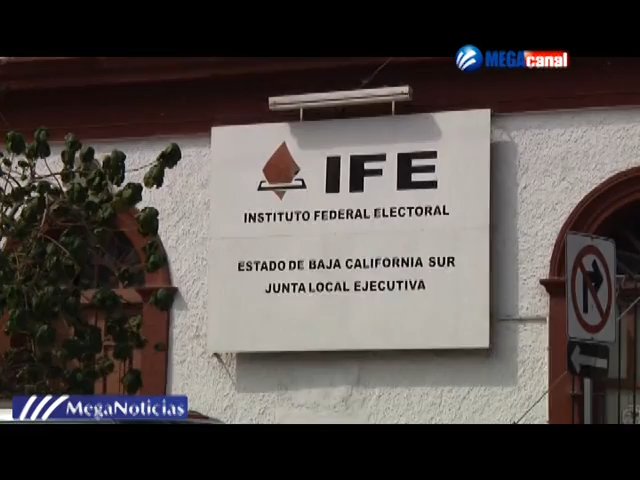 MEGAcanal
IFE
INSTITUTO FEDERAL ELECTORAL
ESTADO DE BAJA CALIFORNIA SUR
JUNTA LOCAL EJECUTIVA
MegaNoticias